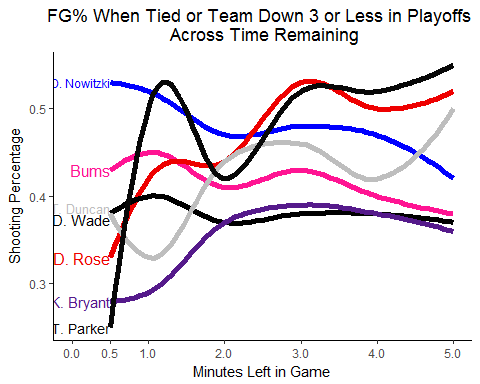 FG% When Tied or Team Down 3 or Less in Playoffs
Across Time Remaining
Shooting Percentage
0.5
0.4
0.3
D. Nowitzki
Bums
T. Duncan
D. Wade
D. Rose
K. Bryant
T. Parker
0.0 0.5 1.0 2.0 3.0 4.0 5.0
Minutes Left in Game